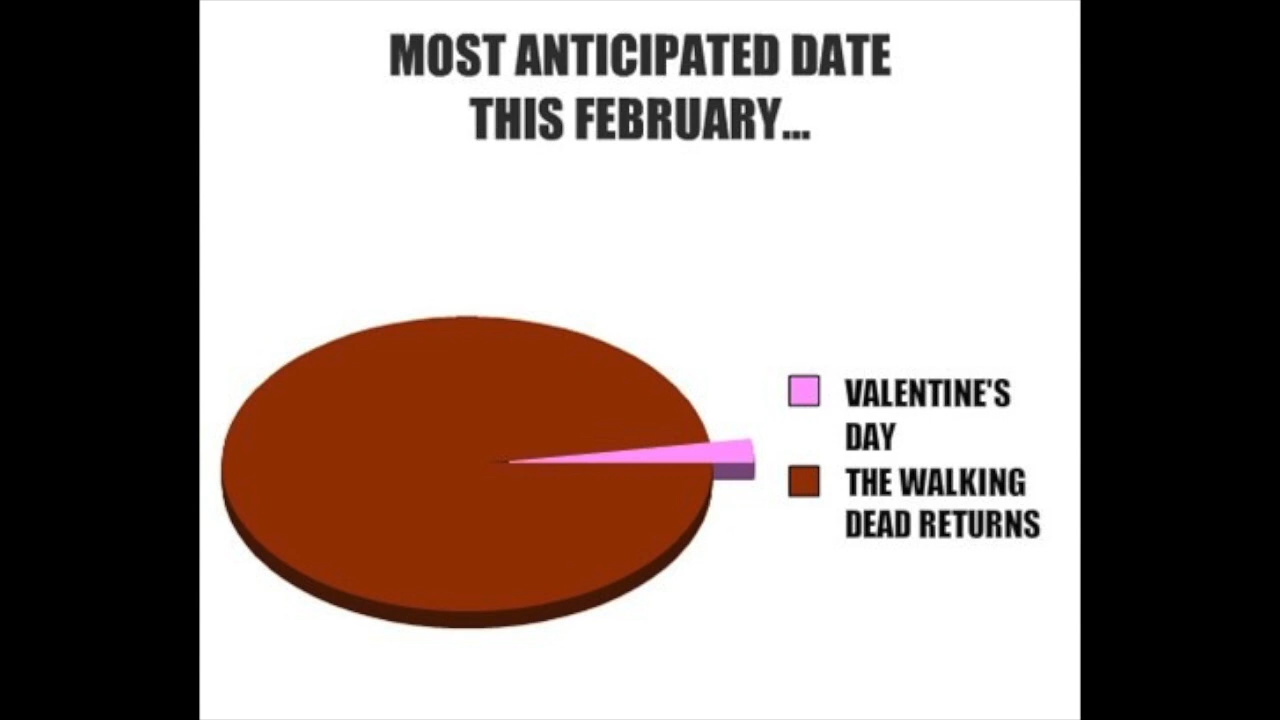 MOST ANTICIPATED DATE
THIS FEBRUARY...
VALENTINE'S
DAY
THE WALKING
DEAD RETURNS